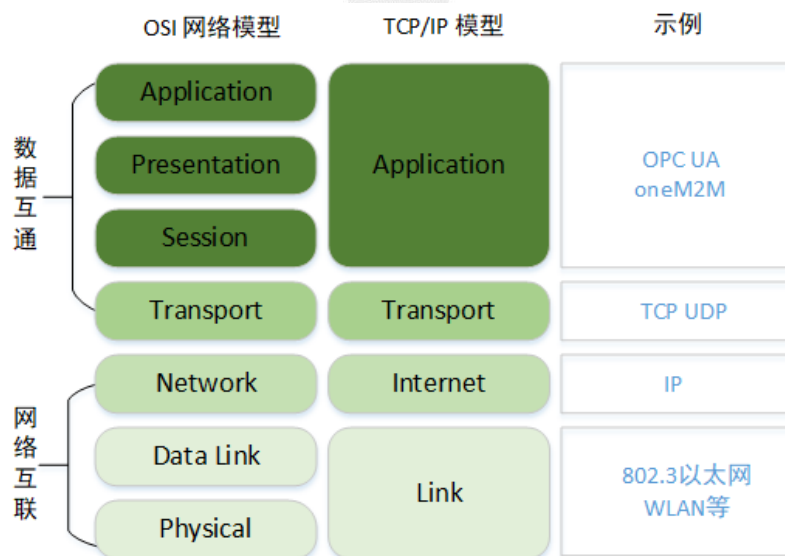 OSI 网络模型
TCP/IP 模型
示例
数据互通
Application
Presentation
Session
Transport
Application
Transport
OPC UA
oneM2M
TCP UDP
网络互联
Network
Data Link
Physical
Internet
Link
IP
802.3以太网
WLAN等